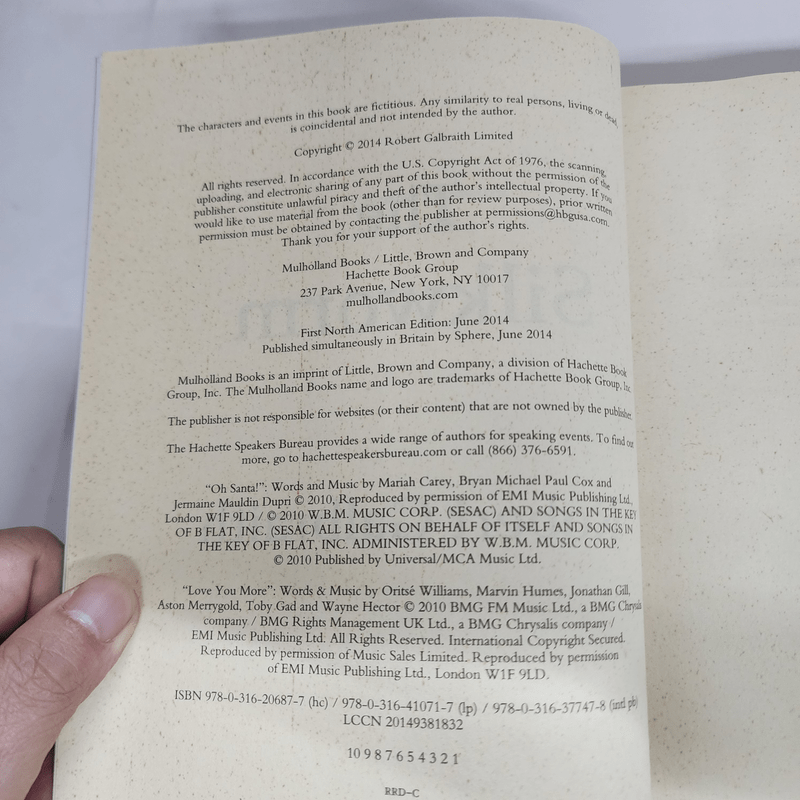 The characters and events in this book are fictitious. Any similarity to real persons, living or dead,
is coincidental and not intended by the author.
Copyright © 2014 Robert Galbraith Limited
All rights reserved. In accordance with the U.S. Copyright Act of 1976, the scanning,
uploading, and electronic sharing of any part of this book without the permission of the
publisher constitute unlawful piracy and theft of the author's intellectual property. If you
would like to use material from the book (other than for review purposes), prior written
permission must be obtained by contacting the publisher at permissions@hbgusa.com.
Thank you for your support of the author's rights.
Mulholland Books / Little, Brown and Company
Hachette Book Group
237 Park Avenue, New York, NY 10017
mulhollandbooks.com
First North American Edition: June 2014
Published simultaneously in Britain by Sphere, June 2014
Mulholland Books is an imprint of Little, Brown and Company, a division of Hachette Book
Group, Inc. The Mulholland Books name and logo are trademarks of Hachette Book Group, Inc.
The publisher is not responsible for websites (or their content) that are not owned by the publisher.
The Hachette Speakers Bureau provides a wide range of authors for speaking events. To find out
more, go to hachettespeakersbureau.com or call (866) 376-6591.
"Oh Santa!": Words and Music by Mariah Carey, Bryan Michael Paul Cox and
Jermaine Mauldin Dupri © 2010, Reproduced by permission of EMI Music Publishing Ltd.,
London W1F 9LD / © 2010 W.B.M. MUSIC CORP. (SESAC) AND SONGS IN THE KEY
OF B FLAT, INC. (SESAC) ALL RIGHTS ON BEHALF OF ITSELF AND SONGS IN
THE KEY OF B FLAT, INC. ADMINISTERED BY W.B.M. MUSIC CORP.
© 2010 Published by Universal/MCA Music Ltd.
"Love You More": Words & Music by Oritsé Williams, Marvin Humes, Jonathan Gill,
Aston Merrygold, Toby Gad and Wayne Hector © 2010 BMG FM Music Ltd., a BMG Chrysalis
company / BMG Rights Management UK Ltd., a BMG Chrysalis company /
EMI Music Publishing Ltd. All Rights Reserved. International Copyright Secured.
Reproduced by permission of Music Sales Limited. Reproduced by permission
of EMI Music Publishing Ltd., London W1F 9LD.
ISBN 978-0-316-20687-7 (hc) / 978-0-316-41071-7 (lp) / 978-0-316-37747-8 (intl pb)
LCCN 20149381832
10 9 8 7 6 5 4 3 2 1
RRD-C